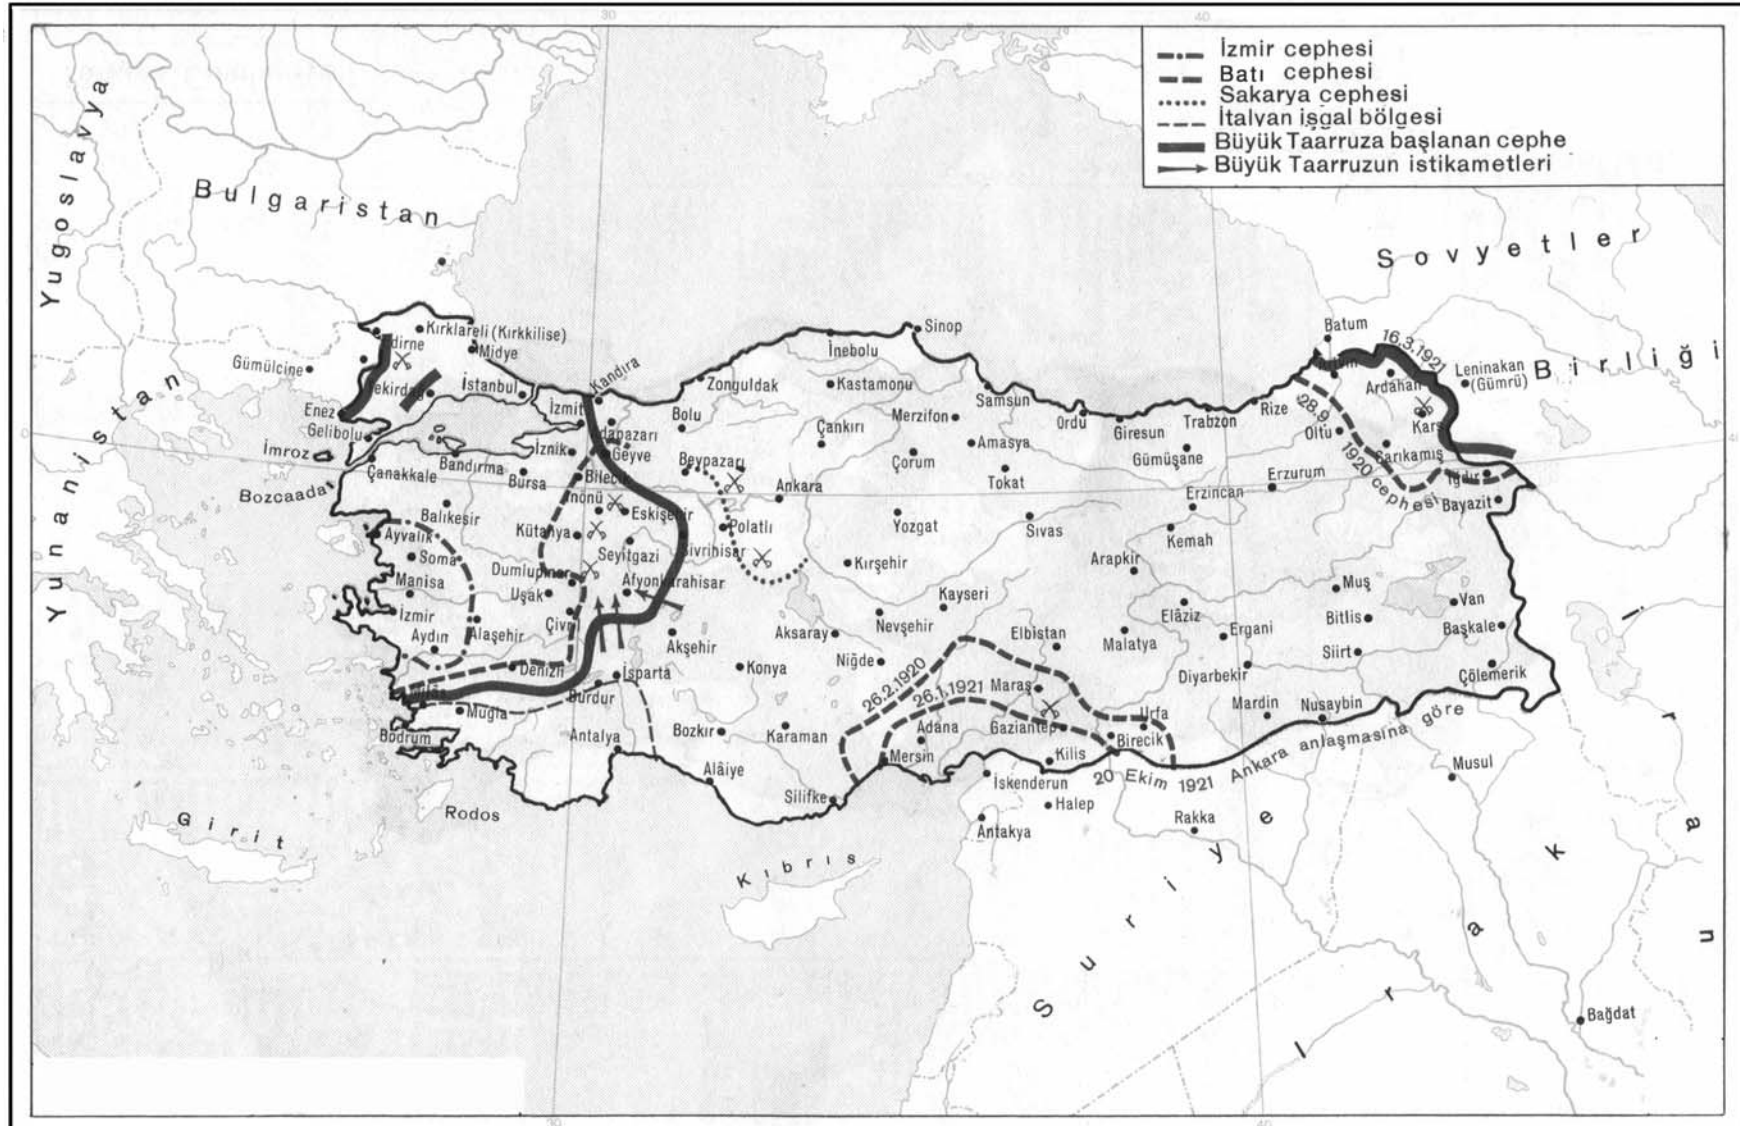 30
40
İzmir cephesi
Batı cephesi
Sakarya cephesi
İtalyan işgal bölgesi
Büyük Taarruza başlanan cephe
Büyük Taarruzun istikametleri
Yugoslavya
Bulgaristan
Sovyetler
Birliği
Yunanistan
Kırklareli (Kırkkilise)
Midye
Gümülcine
İstanbul
Kandıra
Enez
Gelibolu
İmroz
Bozcaada
Çanakkale
Bandırma
İzmit
İznik
Geyve
Bursa
Bilecik
İnönü
Eskişehir
Balıkeşir
Kütahya
Seyitgazi
Ayvalık
Soma
Manisa
İzmir
Aydın
Alaşehir
Uşak
Afyonkarahisar
Denizli
Isparta
Burdur
Muğla
Bodrum
Antalya
Rodos
Girit
Kıbrıs
Zonguldak
Bolu
Beypazarı
Ankara
Polatlı
Sivrihisar
Akşehir
Konya
Bozkır
Karaman
Alâiye
Silifke
İnebolu
Kastamonu
Sinop
Çankırı
Merzifon
Çorum
Samsun
Amasya
Tokat
Yozgat
Kırşehir
Sıvas
Kayseri
Nevşehir
Aksaray
Niğde
Ordu
Giresun
Trabzon
Rize
Gümüşane
Erzincan
Erzurum
Kemah
Arapkir
Elâziz
Malatya
Ergani
Elbistan
Diyarbekir
Maraş
Gaziantep
Adana
Mersin
Kilis
Birecik
Urfa
Mardin
Nusaybin
İskenderun
Halep
Antakya
Rakka
Musul
Bağdat
Batum
16.3.1921
Ardahan
Leninakan
(Gümrü)
Kars
Oltu
Sarıkamış
Iğdır
Bayazit
28.9
1920 cephesi
Muş
Bitlis
Van
Başkale
Siirt
Çölemerik
26.2.1920
26.1.1921
20 Ekim 1921 Ankara anlaşmasına göre
Suriye
Irak
İran
30
40